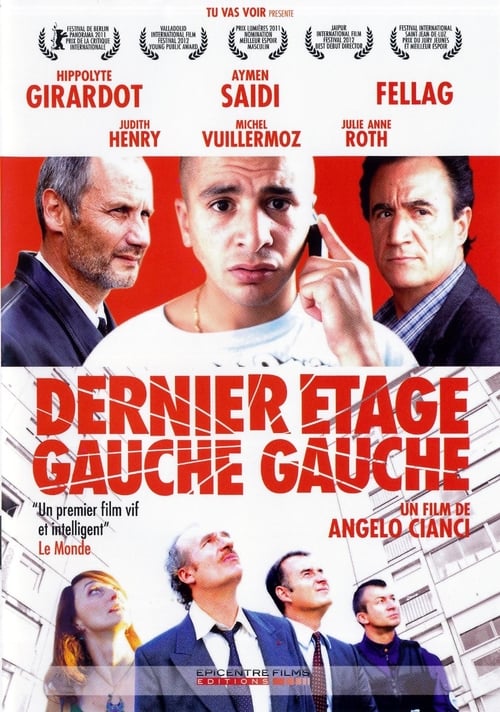 TU VAS VOIR PRESENTE
FESTIVAL DE BERLIN
PANORAMA 2011
PRIX DE LA CRITIQUE
INTERNATIONALE
VALLADOLID
INTERNATIONAL FILM
FESTIVAL 2012
YOUNG PUBLIC AWARD
PRIX LUMIÈRES 2011
NOMINATION
MEILLEUR ESPOIR
MASCULIN
JAIPUR
INTERNATIONAL FILM
FESTIVAL 2012
BEST DEBUT DIRECTOR
FESTIVAL INTERNATIONAL
SAINT JEAN-DE-LUZ
PRIX DU JURY JEUNES
ET MEILLEUR ESPOIR
HIPPOLYTE
GIRARDOT
AYMEN
SAIDI
FELLAG
JUDITH
HENRY
MICHEL
VUILLERMOZ
JULIE ANNE
ROTH
DERNIER ETAGE
GAUCHE GAUCHE
"Un premier film vif
et intelligent"
Le Monde
UN FILM DE
ANGELO CIANCI
EPICENTRE FILMS
EDITIONS